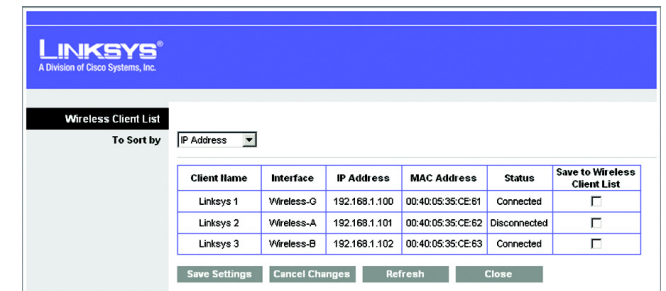 LINKSYS®
A Division of Cisco Systems, Inc.
Wireless Client List
To Sort by IP Address
Client Name Interface IP Address MAC Address Status Save to Wireless Client List
Linksys 1 Wireless-G 192.168.1.100 00:40:05:35:CE:61 Connected
Linksys 2 Wireless-A 192.168.1.101 00:40:05:35:CE:62 Disconnected
Linksys 3 Wireless-B 192.168.1.102 00:40:05:35:CE:63 Connected
Save Settings Cancel Changes Refresh Close